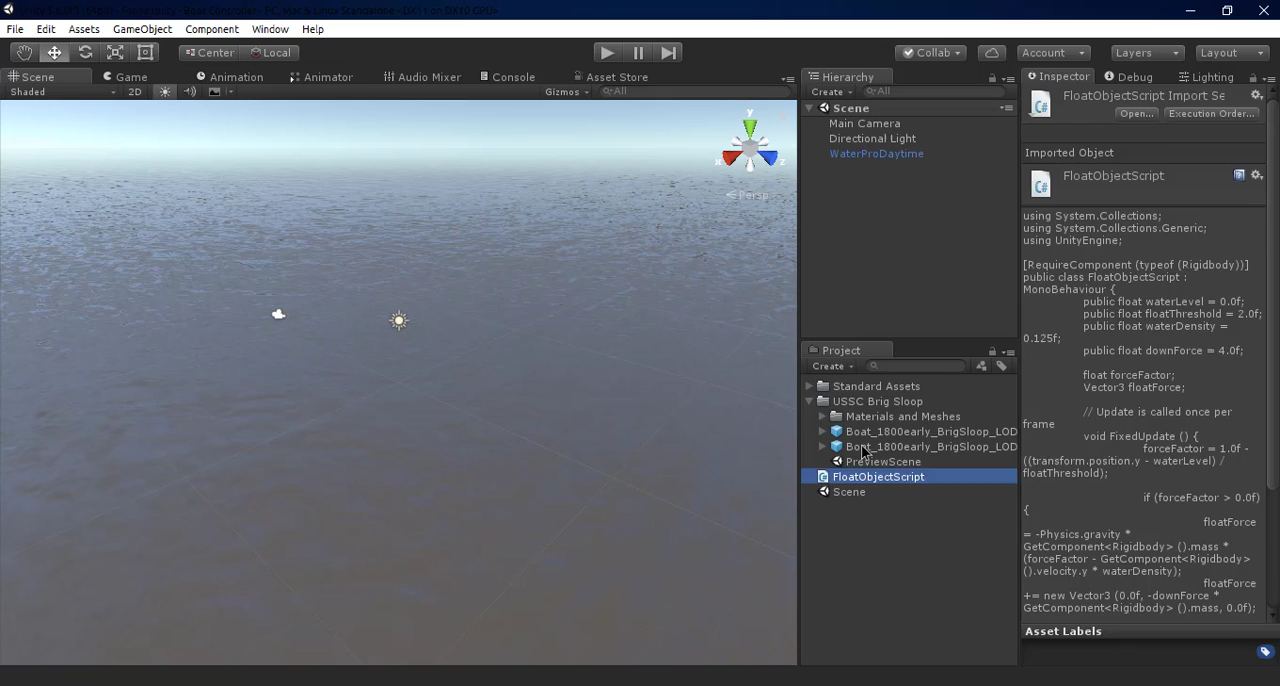 File Edit Assets GameObject Component Window Help
Center Local Collab Account Layers Layout
Scene Game Animation Animator Audio Mixer Console Asset Store
Shaded 2D Gizmos All
y
x z
Persp
Hierarchy
Create All
Scene
Main Camera
Directional Light
WaterProDaytime
Project
Create
Standard Assets
USSC Brig Sloop
Materials and Meshes
Boat_1800early_BrigSloop_LOD
Boat_1800early_BrigSloop_LOD
PreviewScene
FloatObjectScript
Scene
Inspector Debug Lighting
FloatObjectScript Import Se
Open... Execution Order...
Imported Object
FloatObjectScript
using System.Collections;
using System.Collections.Generic;
using UnityEngine;
[RequireComponent (typeof (Rigidbody))]
public class FloatObjectScript :
MonoBehaviour {
public float waterLevel = 0.0f;
public float floatThreshold = 2.0f;
public float waterDensity =
0.125f;
public float downForce = 4.0f;
float forceFactor;
Vector3 floatForce;
// Update is called once per
frame
void FixedUpdate () {
forceFactor = 1.0f -
((transform.position.y - waterLevel) /
floatThreshold);
if (forceFactor > 0.0f)
{
floatForce
= -Physics.gravity *
GetComponent<Rigidbody> ().mass *
(forceFactor - GetComponent<Rigidbody>
().velocity.y * waterDensity);
floatForce
+= new Vector3 (0.0f, -downForce *
GetComponent<Rigidbody> ().mass, 0.0f);
Asset Labels